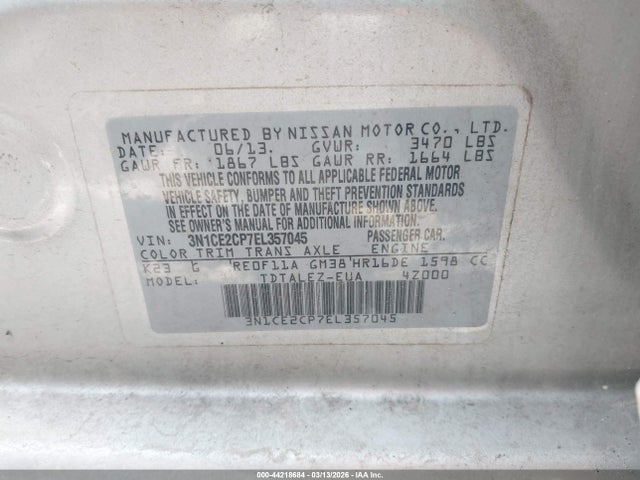 MANUFACTURED BY NISSAN MOTOR CO., LTD.
DATE: 06/13. GVWR: 3470 LBS
GAWR FR: 1867 LBS GAWR RR: 1664 LBS
THIS VEHICLE CONFORMS TO ALL APPLICABLE FEDERAL MOTOR
VEHICLE SAFETY, BUMPER AND THEFT PREVENTION STANDARDS
IN EFFECT ON THE DATE OF MANUFACTURE SHOWN ABOVE.
SEE OWNER'S MANUAL FOR ADDITIONAL INFORMATION.
VIN: 3N1CE2CP7EL357045 PASSENGER CAR.
COLOR TRIM TRANS AXLE ENGINE
K23 G RE0F11A GM38 HR16DE 1598 CC
MODEL: TDTALEZ-EUA 4Z000
3N1CE2CP7EL357045
000-44218684 | 03/13/2026 - IAA, Inc.